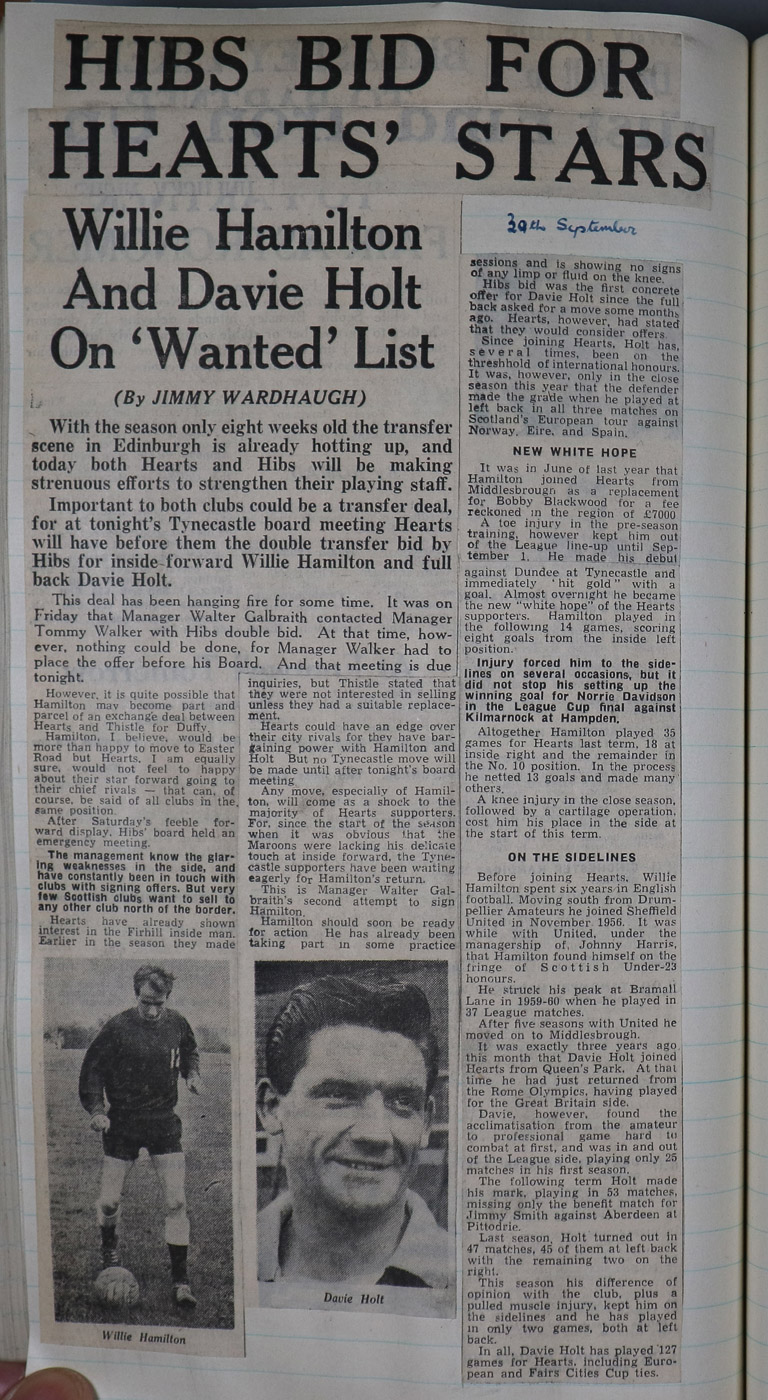 HIBS BID FOR
HEARTS' STARS
Willie Hamilton
And Davie Holt
On 'Wanted' List
(By JIMMY WARDHAUGH)
With the season only eight weeks old the transfer
scene in Edinburgh is already hotting up, and
today both Hearts and Hibs will be making
strenuous efforts to strengthen their playing staff.
Important to both clubs could be a transfer deal,
for at tonight's Tynecastle board meeting Hearts
will have before them the double transfer bid by
Hibs for inside-forward Willie Hamilton and full
back Davie Holt.
This deal has been hanging fire for some time. It was on
Friday that Manager Walter Galbraith contacted Manager
Tommy Walker with Hibs double bid. At that time, how-
ever, nothing could be done, for Manager Walker had to
place the offer before his Board. And that meeting is due
tonight.
However, it is quite possible that
Hamilton may become part and
parcel of an exchange deal between
Hearts and Thistle for Duffy.
Hamilton, I believe, would be
more than happy to move to Easter
Road but Hearts, I am equally
sure, would not feel to happy
about their star forward going to
their chief rivals — that can, of
course, be said of all clubs in the
same position.
After Saturday's feeble for-
ward display, Hibs' board held an
emergency meeting.
The management know the glar-
ing weaknesses in the side, and
have constantly been in touch with
clubs with signing offers. But very
few Scottish clubs want to sell to
any other club north of the border.
Hearts have already shown
interest in the Firhill inside man.
Earlier in the season they made
inquiries, but Thistle stated that
they were not interested in selling
unless they had a suitable replace-
ment.
Hearts could have an edge over
their city rivals for they have bar-
gaining power with Hamilton and
Holt But no Tynecastle move will
be made until after tonight's board
meeting
Any move, especially of Hamil-
ton, will come as a shock to the
majority of Hearts supporters.
For, since the start of the season
when it was obvious that the
Maroons were lacking his delicate
touch at inside forward, the Tyne-
castle supporters have been waiting
eagerly for Hamilton's return.
This is Manager Walter Gal-
braith's second attempt to sign
Hamilton.
Hamilton should soon be ready
for action He has already been
taking part in some practice
Willie Hamilton
Davie Holt
30th September
sessions and is showing no signs
of any limp or fluid on the knee.
Hibs bid was the first concrete
offer for Davie Holt since the full
back asked for a move some months
ago. Hearts, however, had stated
that they would consider offers.
Since joining Hearts, Holt has,
several times, been on the
threshhold of international honours.
It was, however, only in the close
season this year that the defender
made the grade when he played at
left back in all three matches on
Scotland's European tour against
Norway, Eire, and Spain.
NEW WHITE HOPE
It was in June of last year that
Hamilton joined Hearts from
Middlesbrough as a replacement
for Bobby Blackwood for a fee
reckoned in the region of £7000
A toe injury in the pre-season
training, however kept him out
of the League line-up until Sep-
tember 1. He made his debut
against Dundee at Tynecastle and
immediately 'hit gold" with a
goal. Almost overnight he became
the new "white hope" of the Hearts
supporters. Hamilton played in
the following 14 games, scoring
eight goals from the inside left
position.
Injury forced him to the side-
lines on several occasions, but it
did not stop his setting up the
winning goal for Norrie Davidson
in the League Cup final against
Kilmarnock at Hampden.
Altogether Hamilton played 35
games for Hearts last term, 18 at
inside right and the remainder in
the No. 10 position. In the process
he netted 13 goals and made many
others.
A knee injury in the close season,
followed by a cartilage operation,
cost him his place in the side at
the start of this term.
ON THE SIDELINES
Before joining Hearts, Willie
Hamilton spent six years in English
football. Moving south from Drum-
pellier Amateurs he joined Sheffield
United in November 1956. It was
while with United, under the
managership of, Johnny Harris,
that Hamilton found himself on the
fringe of Scottish Under-23
honours.
He struck his peak at Bramall
Lane in 1959-60 when he played in
37 League matches.
After five seasons with United he
moved on to Middlesbrough.
It was exactly three years ago
this month that Davie Holt joined
Hearts from Queen's Park. At that
time he had just returned from
the Rome Olympics, having played
for the Great Britain side.
Davie, however, found the
acclimatisation from the amateur
to professional game hard to
combat at first, and was in and out
of the League side, playing only 25
matches in his first season.
The following term Holt made
his mark, playing in 53 matches,
missing only the benefit match for
Jimmy Smith against Aberdeen at
Pittodrie.
Last season, Holt turned out in
47 matches, 45 of them at left back
with the remaining two on the
right.
This season his difference of
opinion with the club, plus a
pulled muscle injury, kept him on
the sidelines and he has played
in only two games, both at left
back.
In all, Davie Holt has played 127
games for Hearts, including Euro-
pean and Fairs Cities Cup ties.